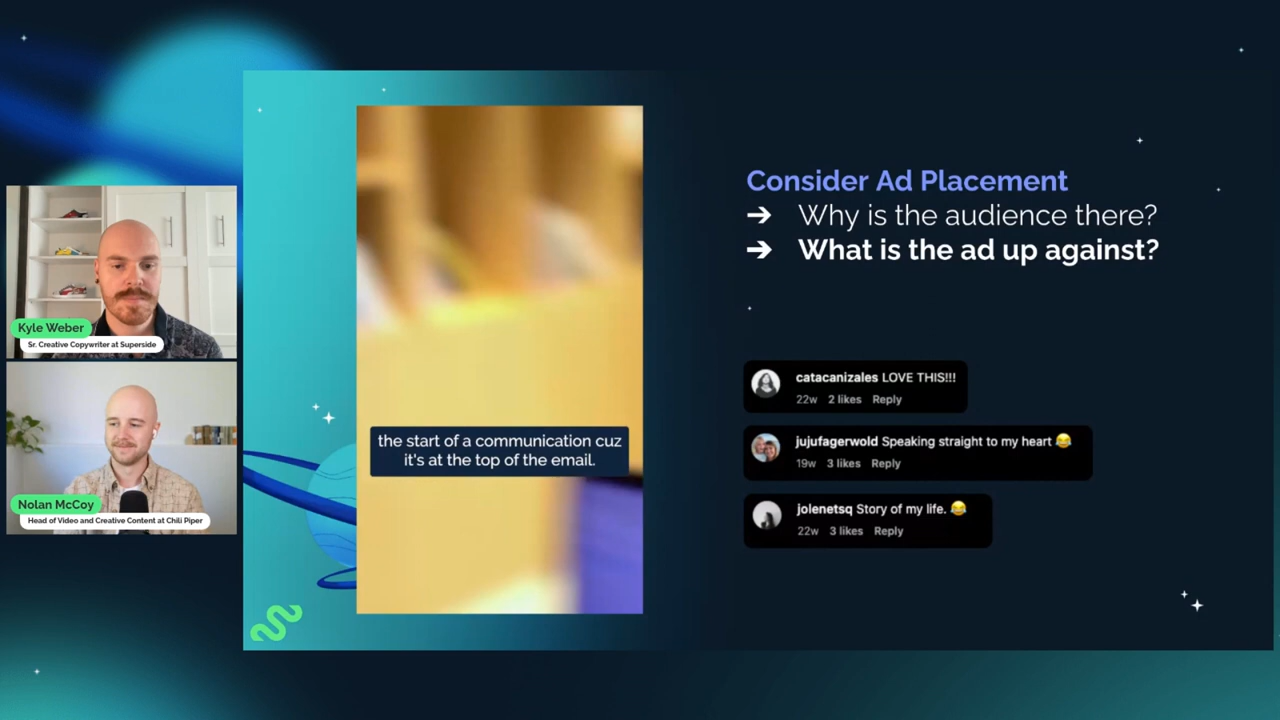 Kyle Weber
Sr. Creative Copywriter at Superside
Nolan McCoy
Head of Video and Creative Content at Chili Piper
the start of a communication cuz
it's at the top of the email.
Consider Ad Placement
➔ Why is the audience there?
➔ What is the ad up against?
catacanizales LOVE THIS!!!
22w 2 likes Reply
jujufagerwold Speaking straight to my heart 😂
19w 3 likes Reply
jolenetsq Story of my life. 😂
22w 3 likes Reply